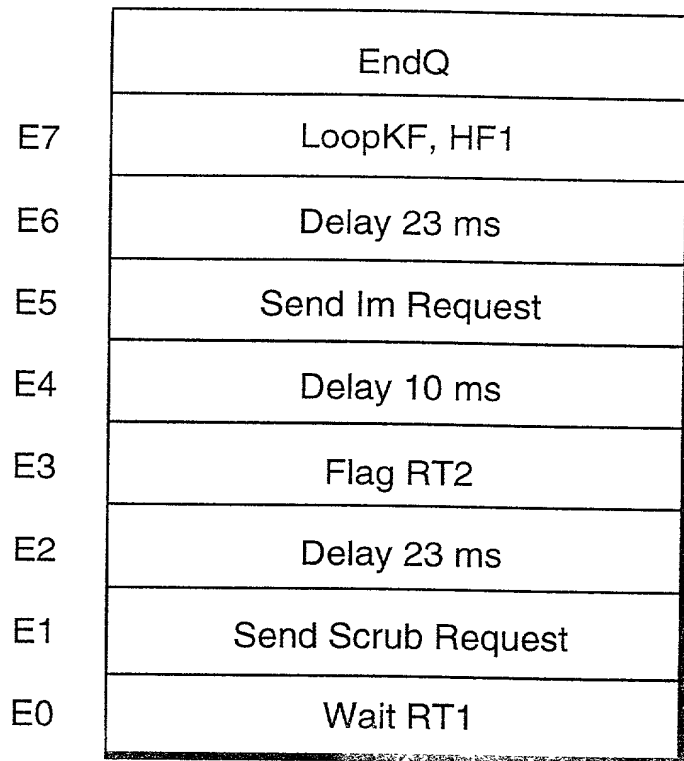 EndQ
E7 LoopKF, HF1
E6 Delay 23 ms
E5 Send Im Request
E4 Delay 10 ms
E3 Flag RT2
E2 Delay 23 ms
E1 Send Scrub Request
E0 Wait RT1